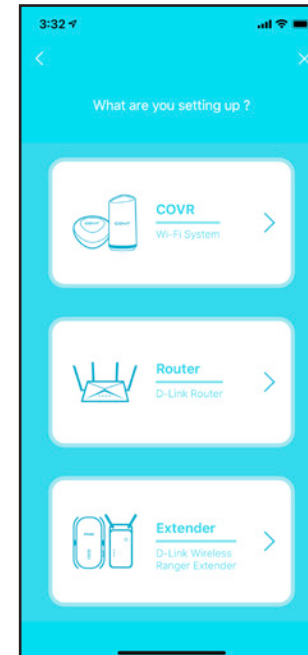 3:32
What are you setting up ?
COVR
Wi-Fi System
Router
D-Link Router
Extender
D-Link Wireless
Ranger Extender